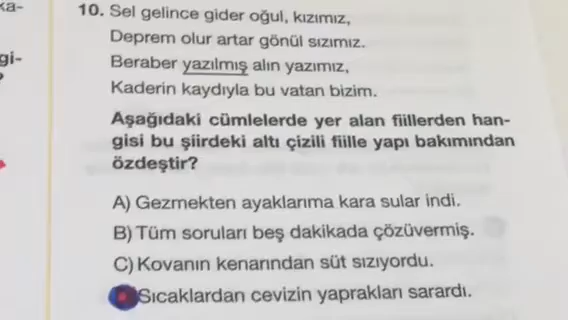 ka-
gi-
?
10. Sel gelince gider oğul, kızımız,
Deprem olur artar gönül sızımız.
Beraber yazılmış alın yazımız,
Kaderin kaydıyla bu vatan bizim.
Aşağıdaki cümlelerde yer alan fiillerden han-
gisi bu şiirdeki altı çizili fiille yapı bakımından
özdeştir?
A) Gezmekten ayaklarıma kara sular indi.
B) Tüm soruları beş dakikada çözüvermiş.
C) Kovanın kenarından süt sızıyordu.
Sıcaklardan cevizin yaprakları sarardı.